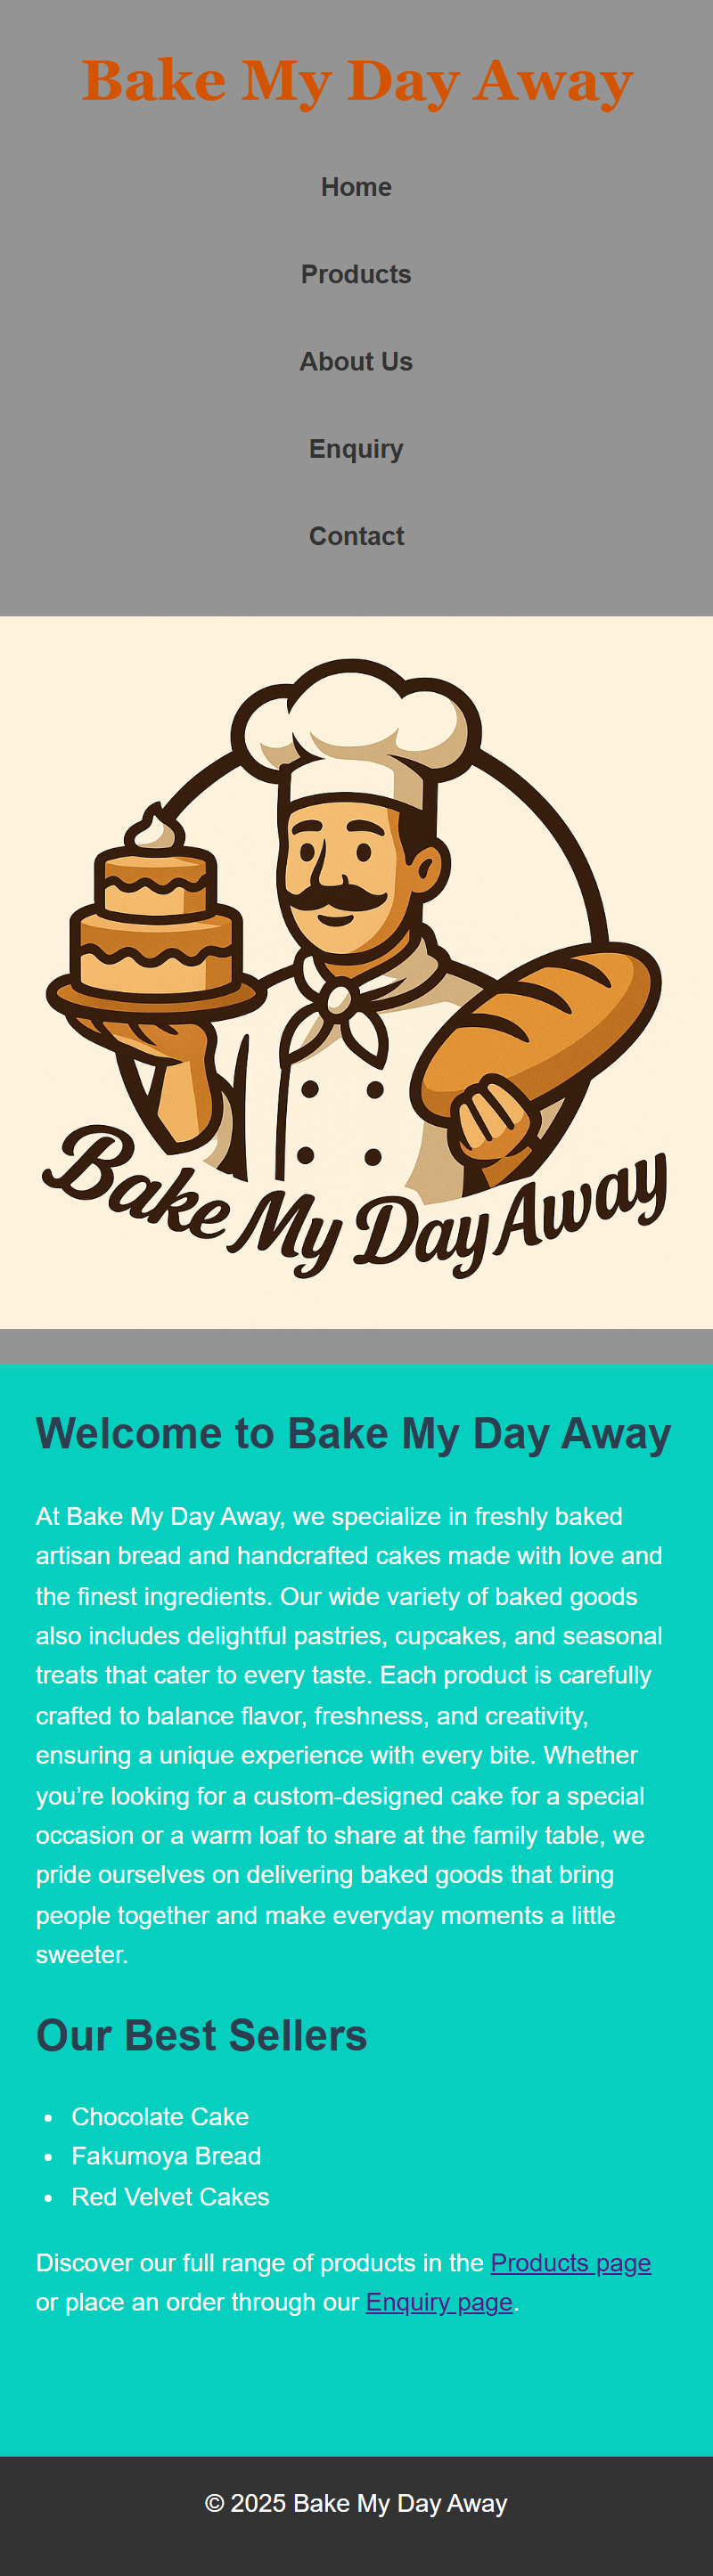 Bake My Day Away
Home
Products
About Us
Enquiry
Contact
Bake My Day Away
Welcome to Bake My Day Away
At Bake My Day Away, we specialize in freshly baked
artisan bread and handcrafted cakes made with love and
the finest ingredients. Our wide variety of baked goods
also includes delightful pastries, cupcakes, and seasonal
treats that cater to every taste. Each product is carefully
crafted to balance flavor, freshness, and creativity,
ensuring a unique experience with every bite. Whether
you’re looking for a custom-designed cake for a special
occasion or a warm loaf to share at the family table, we
pride ourselves on delivering baked goods that bring
people together and make everyday moments a little
sweeter.
Our Best Sellers
• Chocolate Cake
• Fakumoya Bread
• Red Velvet Cakes
Discover our full range of products in the Products page
or place an order through our Enquiry page.
© 2025 Bake My Day Away